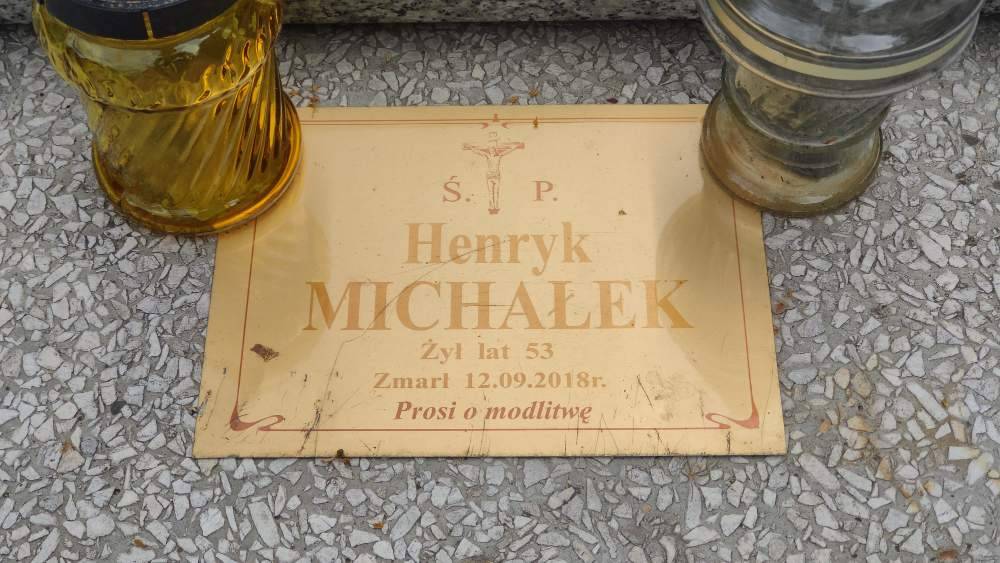 Ś. P.
Henryk
MICHAŁEK
Żył lat 53
Zmarł 12.09.2018r.
Prosi o modlitwę